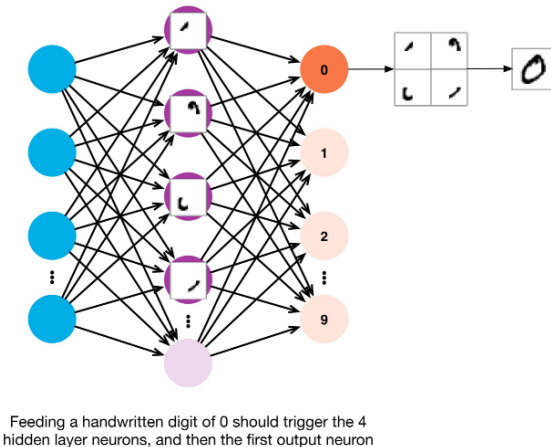 0
1
2
9
Feeding a handwritten digit of 0 should trigger the 4
hidden layer neurons, and then the first output neuron